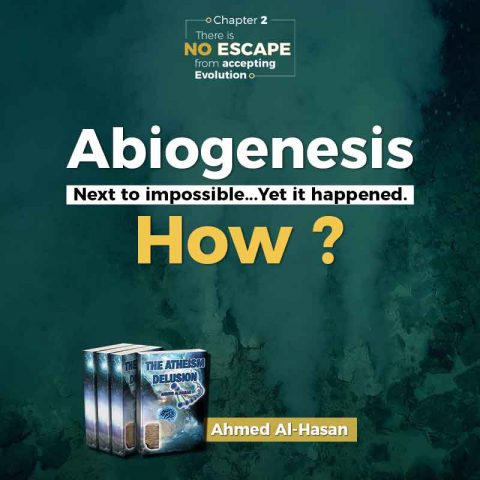 Chapter 2
There is
NO ESCAPE
from accepting
Evolution
Abiogenesis
Next to impossible...Yet it happened.
How ?
THE ATHEISM
DELUSION
Ahmed Al-Hasan